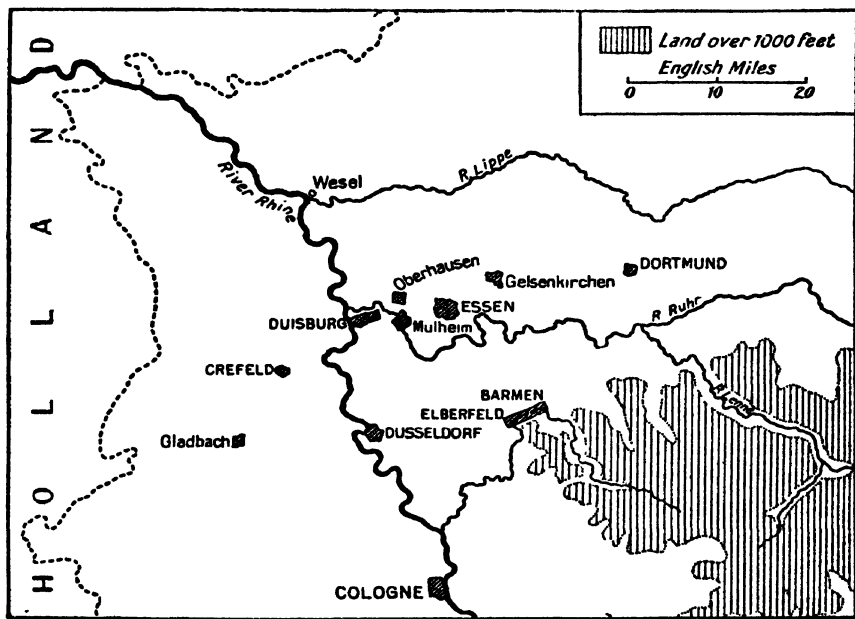 Land over 1000 feet
English Miles
0 10 20
HOLLAND
River Rhine
Wesel
R. Lippe
Oberhausen
Gelsenkirchen
DORTMUND
ESSEN
DUISBURG
Mulheim
R. Ruhr
CREFELD
BARMEN
ELBERFELD
Gladbach
DUSSELDORF
COLOGNE